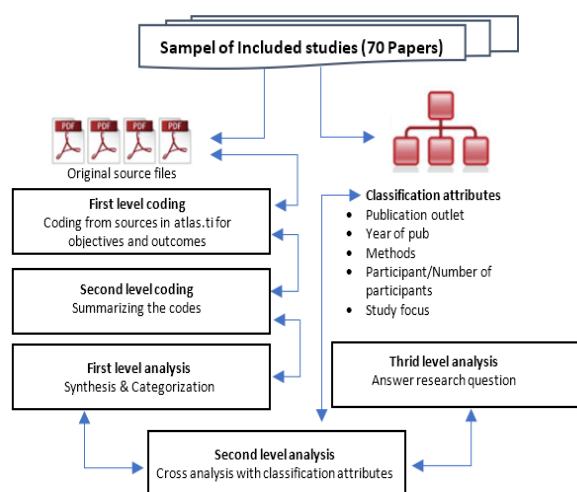 Sampel of Included studies (70 Papers)
PDF PDF PDF PDF
Original source files
First level coding
Coding from sources in atlas.ti for
objectives and outcomes
Second level coding
Summarizing the codes
First level analysis
Synthesis & Categorization
Classification attributes
• Publication outlet
• Year of pub
• Methods
• Participant/Number of
participants
• Study focus
Thrid level analysis
Answer research question
Second level analysis
Cross analysis with classification attributes